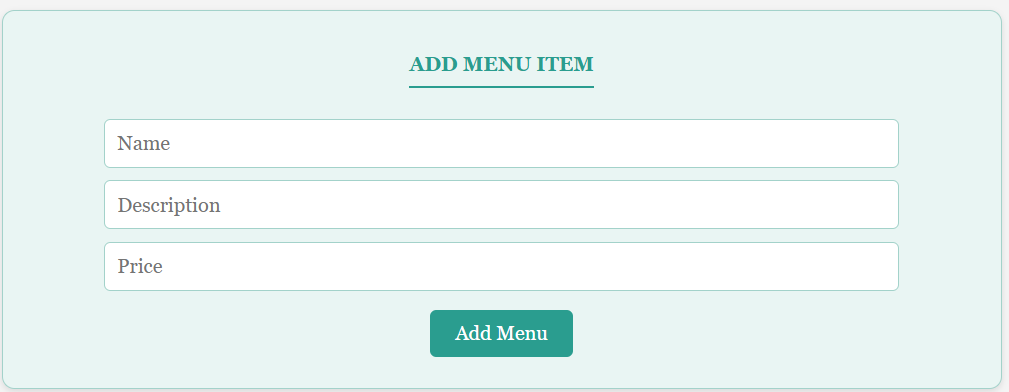 ADD MENU ITEM
Name
Description
Price
Add Menu